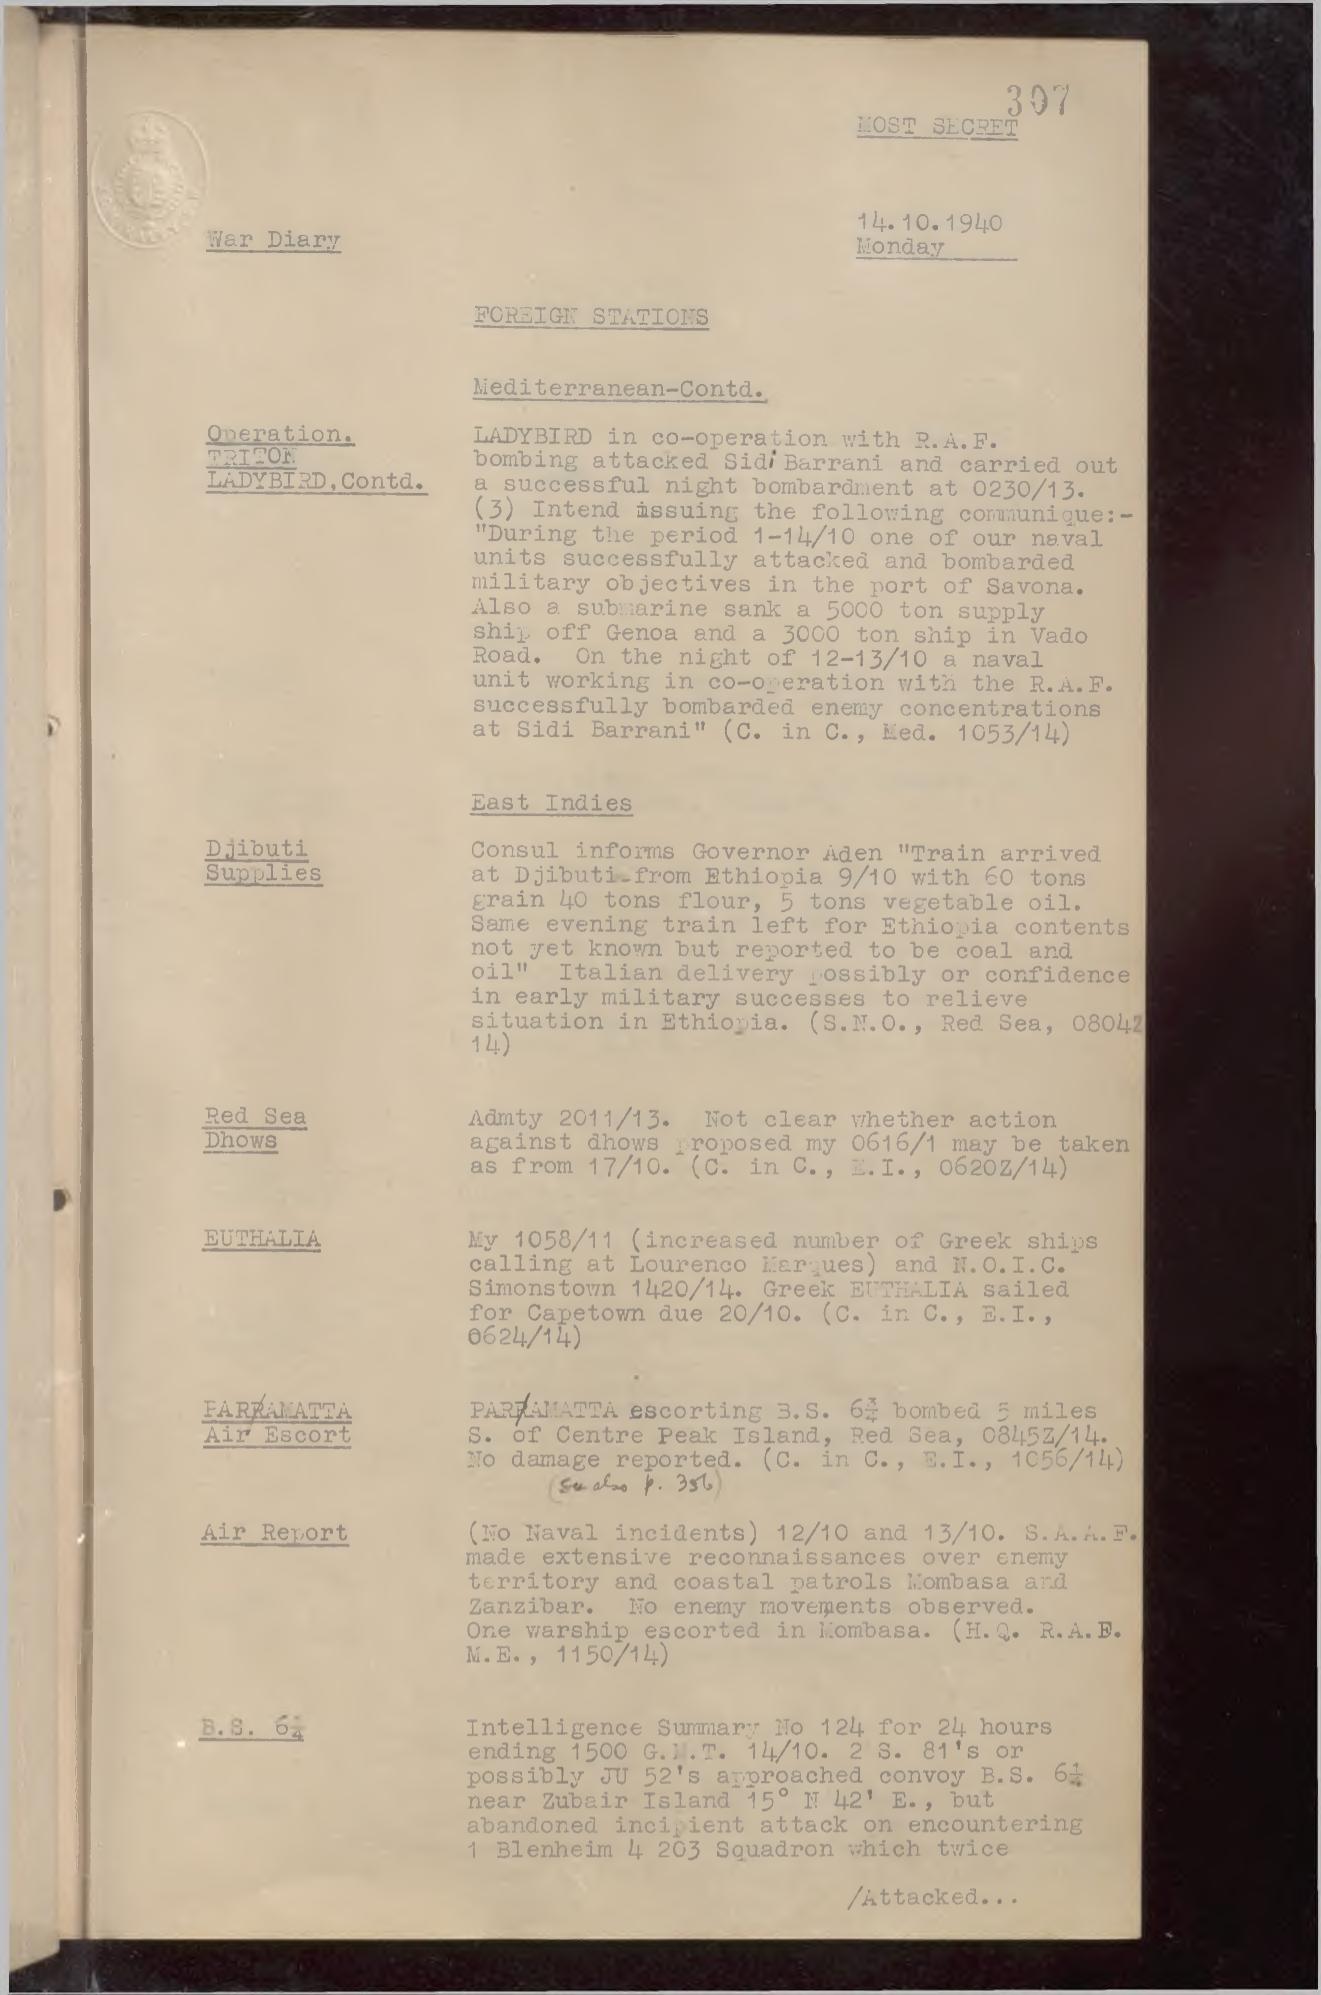 307
MOST SECRET
14.10.1940
War Diary
Monday
FOREIGN STATIONS
Mediterranean-Contd.
Operation.
TRITON
LADYBIRD,Contd.
LADYBIRD in co-operation with R.A.F.
bombing attacked Sidi Barrani and carried out
a successful night bombardment at 0230/13.
(3) Intend issuing the following communique:-
"During the period 1-14/10 one of our naval
units successfully attacked and bombarded
military objectives in the port of Savona.
Also a submarine sank a 5000 ton supply
ship off Genoa and a 3000 ton ship in Vado
Road. On the night of 12-13/10 a naval
unit working in co-operation with the R.A.F.
successfully bombarded enemy concentrations
at Sidi Barrani" (C. in C., Med. 1053/14)
East Indies
Djibuti
Supplies
Consul informs Governor Aden "Train arrived
at Djibuti from Ethiopia 9/10 with 60 tons
grain 40 tons flour, 5 tons vegetable oil.
Same evening train left for Ethiopia contents
not yet known but reported to be coal and
oil" Italian delivery possibly or confidence
in early military successes to relieve
situation in Ethiopia. (S.N.O., Red Sea, 0804Z
14)
Red Sea
Dhows
Admty 2011/13. Not clear whether action
against dhows proposed my 0616/1 may be taken
as from 17/10. (C. in C., E.I., 0620Z/14)
EUTHALIA
My 1058/11 (increased number of Greek ships
calling at Lourenco Marques) and N.O.I.C.
Simonstown 1420/14. Greek EUTHALIA sailed
for Capetown due 20/10. (C. in C., E.I.,
0624/14)
PARRAMATTA
Air Escort
PARRAMATTA escorting B.S. 6¾ bombed 5 miles
S. of Centre Peak Island, Red Sea, 0845Z/14.
No damage reported. (C. in C., E.I., 1056/14)
(see also p. 356)
Air Report
(No Naval incidents) 12/10 and 13/10. S.A.A.F.
made extensive reconnaissances over enemy
territory and coastal patrols Mombasa and
Zanzibar. No enemy movements observed.
One warship escorted in Mombasa. (H.Q. R.A.F.
M.E., 1150/14)
B.S. 6¼
Intelligence Summary No 124 for 24 hours
ending 1500 G.M.T. 14/10. 2 S. 81's or
possibly JU 52's approached convoy B.S. 6¼
near Zubair Island 15° N 42' E., but
abandoned incipient attack on encountering
1 Blenheim 4 203 Squadron which twice
/Attacked...